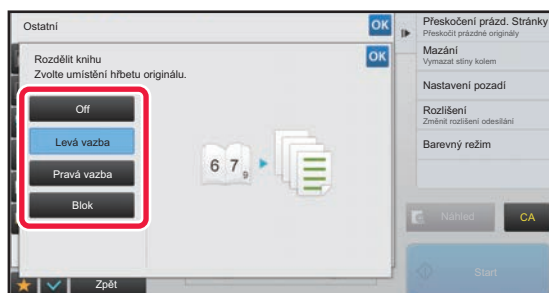 Ostatní
OK
Rozdělit knihu
Zvolte umístění hřbetu originálu.
OK
Off
Levá vazba
Pravá vazba
Blok
6 7 9
Zpět
Přeskočení prázd. Stránky
Přeskočit prázdné originály
Mazání
Vymazat stíny kolem
Nastavení pozadí
Rozlišení
Změnit rozlišení odesílání
Barevný režim
Náhled
CA
Start